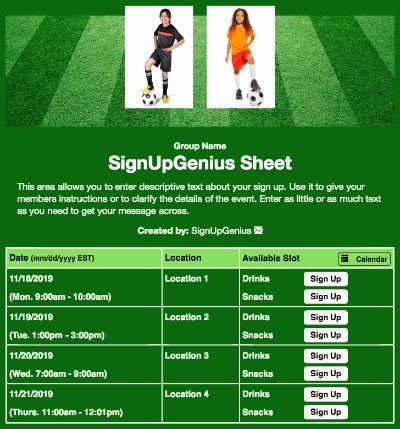 Group Name
SignUpGenius Sheet
This area allows you to enter descriptive text about your sign up. Use it to give your
members instructions or to clarify the details of the event. Enter as little or as much text
as you need to get your message across.
Created by: SignUpGenius
Date (mm/dd/yyyy EST) Location Available Slot Calendar
11/18/2019 Location 1 Drinks Sign Up
(Mon. 9:00am - 10:00am) Snacks Sign Up
11/19/2019 Location 2 Drinks Sign Up
(Tue. 1:00pm - 3:00pm) Snacks Sign Up
11/20/2019 Location 3 Drinks Sign Up
(Wed. 7:00am - 9:00am) Snacks Sign Up
11/21/2019 Location 4 Drinks Sign Up
(Thurs. 11:00am - 12:01pm) Snacks Sign Up